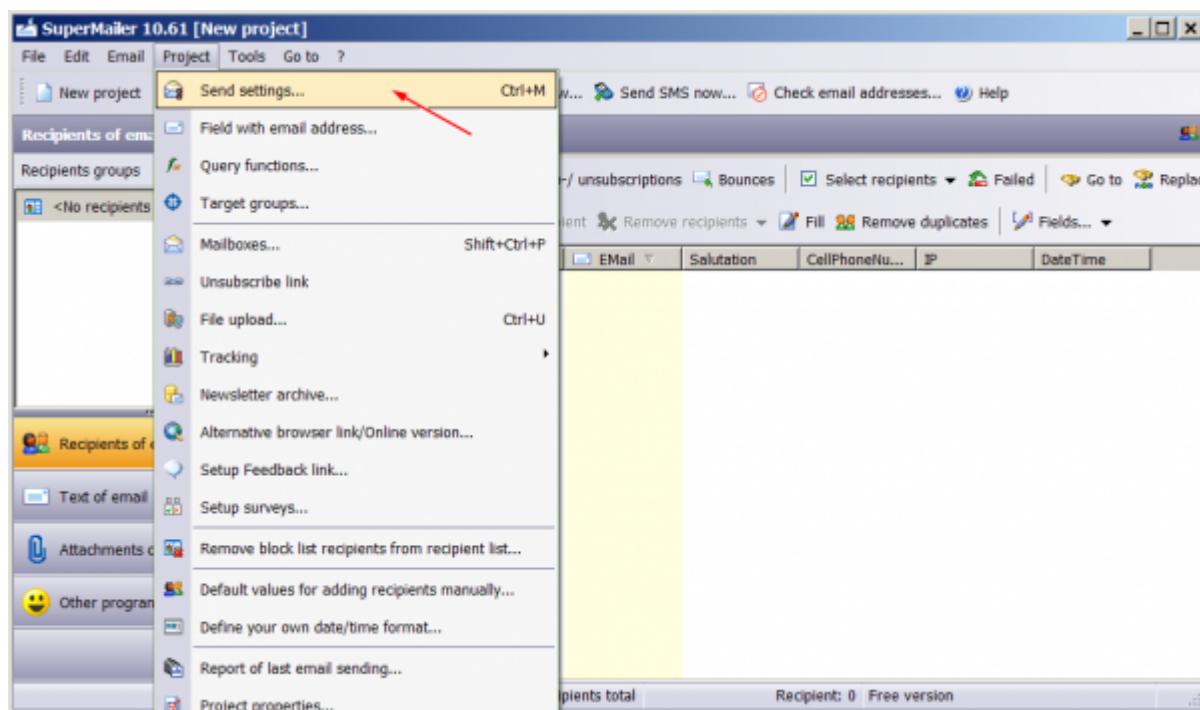 SuperMailer 10.61 [New project]
File Edit Email Project Tools Go to ?
New project
Send SMS now... Check email addresses... Help
Recipients of
Recipients groups
unsubscriptions Bounces Select recipients Failed Go to
<No recipients
Remove recipients Fill Remove duplicates Fields...
EMail Salutation CellPhoneNu... IP DateTime
Send settings... Ctrl+M
Field with email address...
Query functions...
Target groups...
Mailboxes... Shift+Ctrl+P
Unsubscribe link
File upload... Ctrl+U
Tracking
Newsletter archive...
Alternative browser link/Online version...
Setup Feedback link...
Setup surveys...
Remove block list recipients from recipient list...
Default values for adding recipients manually...
Define your own date/time format...
Report of last email sending...
Project properties...
Recipients of
Text of email
Attachments
Other
total Recipient: 0 Free version